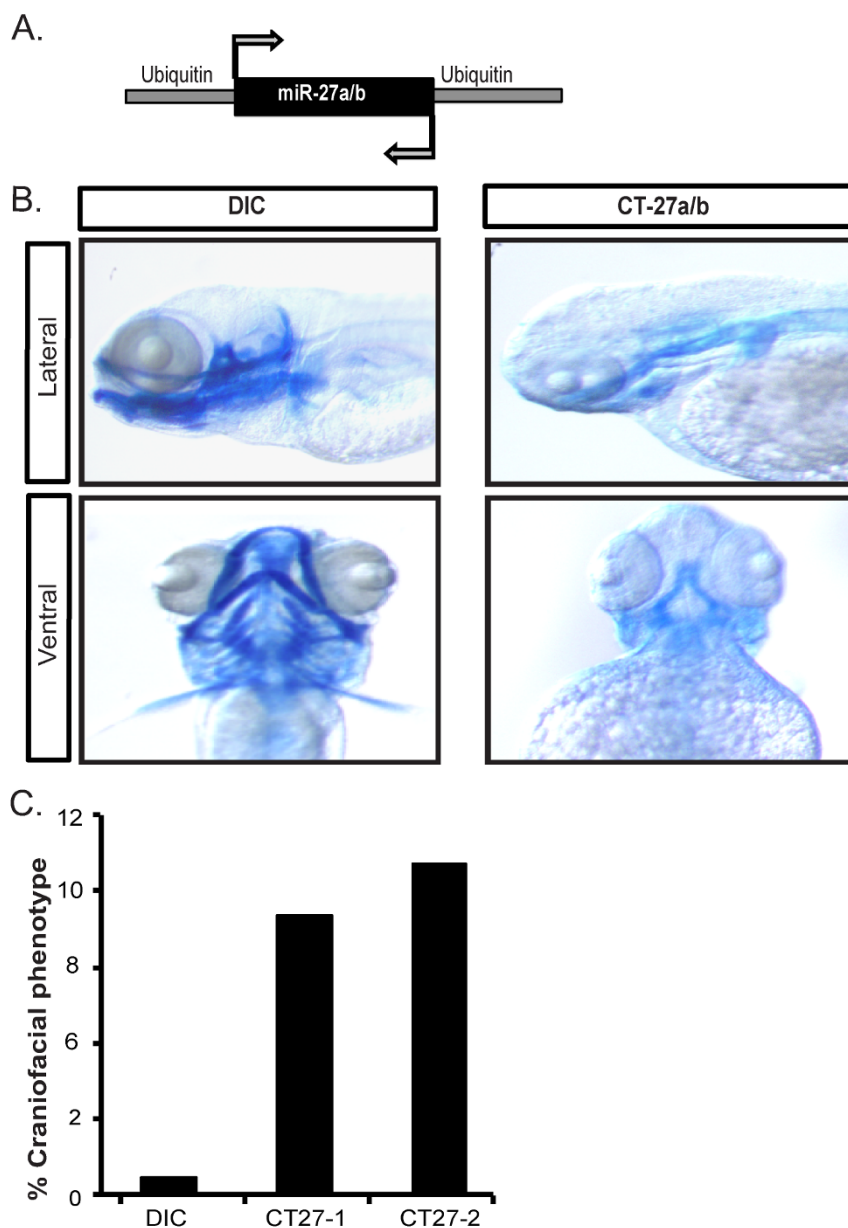 A.
Ubiquitin
miR-27a/b
Ubiquitin
B.
DIC
CT-27a/b
Lateral
Ventral
C.
% Craniofacial phenotype
12
10
8
6
2
0
DIC
CT27-1
CT27-2